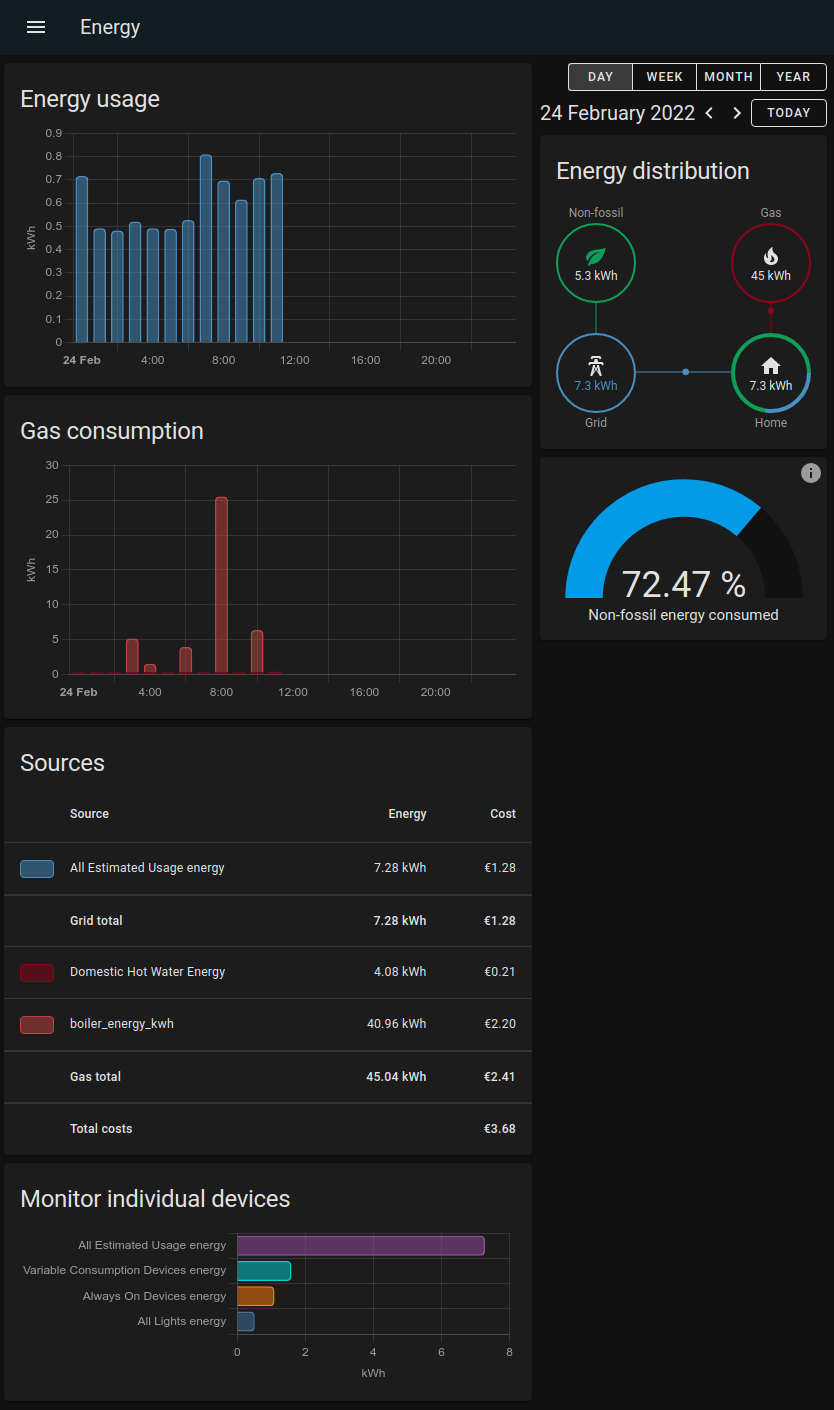 Energy
Energy usage
0.9
0.8
0.7
0.6
0.5
0.4
0.3
0.2
0.1
0
kWh
24 Feb 4:00 8:00 12:00 16:00 20:00
Gas consumption
30
25
20
15
10
5
0
kWh
24 Feb 4:00 8:00 12:00 16:00 20:00
Sources
Source Energy Cost
All Estimated Usage energy 7.28 kWh €1.28
Grid total 7.28 kWh €1.28
Domestic Hot Water Energy 4.08 kWh €0.21
boiler_energy_kwh 40.96 kWh €2.20
Gas total 45.04 kWh €2.41
Total costs €3.68
Monitor individual devices
All Estimated Usage energy
Variable Consumption Devices energy
Always On Devices energy
All Lights energy
0 2 4 6 8
kWh
DAY WEEK MONTH YEAR
24 February 2022 TODAY
Energy distribution
Non-fossil Gas
5.3 kWh 45 kWh
7.3 kWh 7.3 kWh
Grid Home
72.47 %
Non-fossil energy consumed